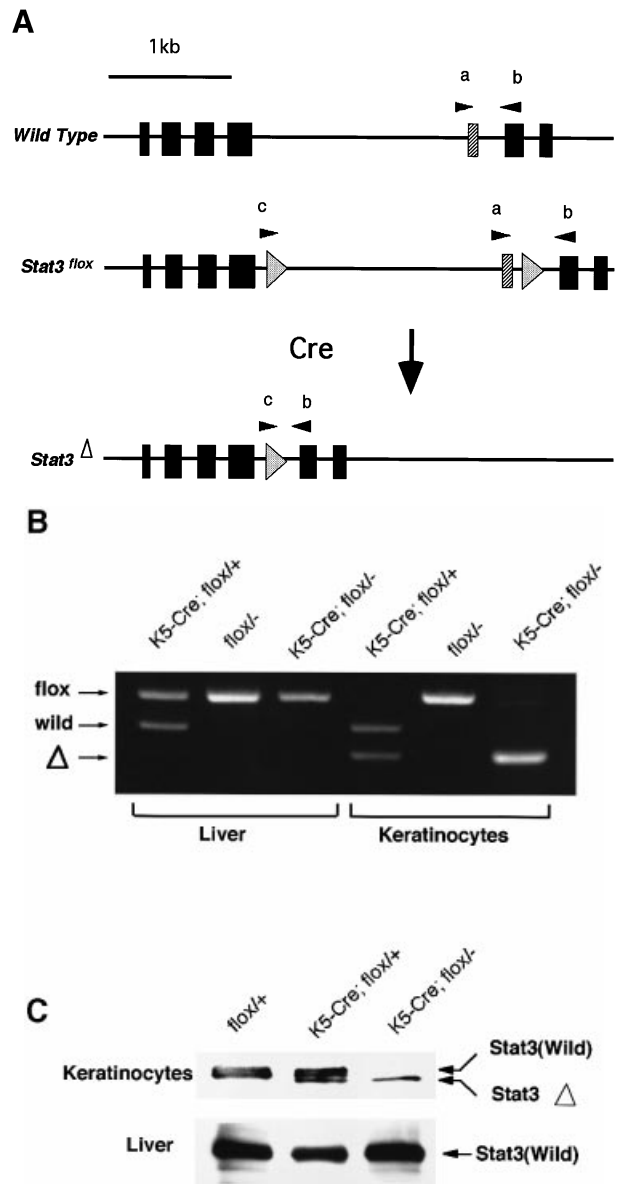 A
1kb
a b
Wild Type
c a b
Stat3 flox
Cre
c b
Stat3 Δ
B
K5-Cre; flox/+ flox/- K5-Cre; flox/- K5-Cre; flox/+ flox/- K5-Cre; flox/-
flox
wild
Δ
Liver Keratinocytes
C
flox/+ K5-Cre; flox/+ K5-Cre; flox/-
Keratinocytes Stat3(Wild)
Stat3 Δ
Liver Stat3(Wild)